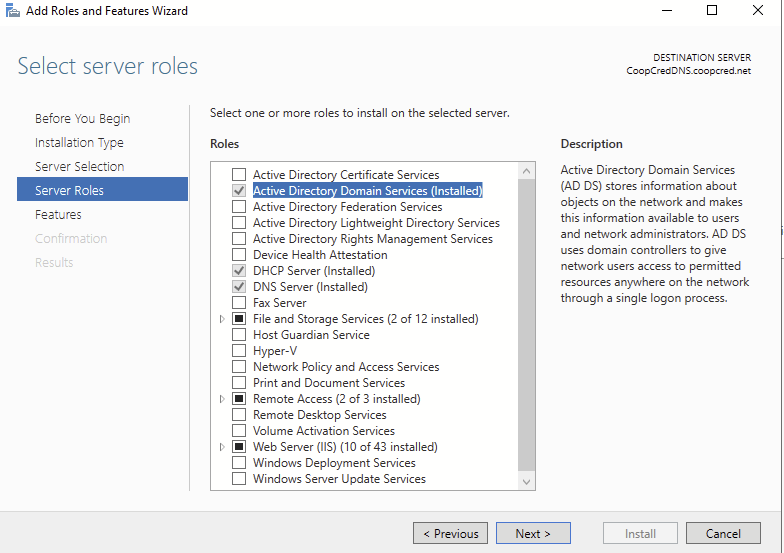 Add Roles and Features Wizard
Select server roles
DESTINATION SERVER
CoopCredDNS.coopcred.net
Before You Begin
Installation Type
Server Selection
Server Roles
Features
Confirmation
Results
Select one or more roles to install on the selected server.
Roles
Active Directory Certificate Services
Active Directory Domain Services (Installed)
Active Directory Federation Services
Active Directory Lightweight Directory Services
Active Directory Rights Management Services
Device Health Attestation
DHCP Server (Installed)
DNS Server (Installed)
Fax Server
File and Storage Services (2 of 12 installed)
Host Guardian Service
Hyper-V
Network Policy and Access Services
Print and Document Services
Remote Access (2 of 3 installed)
Remote Desktop Services
Volume Activation Services
Web Server (IIS) (10 of 43 installed)
Windows Deployment Services
Windows Server Update Services
Description
Active Directory Domain Services
(AD DS) stores information about
objects on the network and makes
this information available to users
and network administrators. AD DS
uses domain controllers to give
network users access to permitted
resources anywhere on the network
through a single logon process.
< Previous
Next >
Install
Cancel